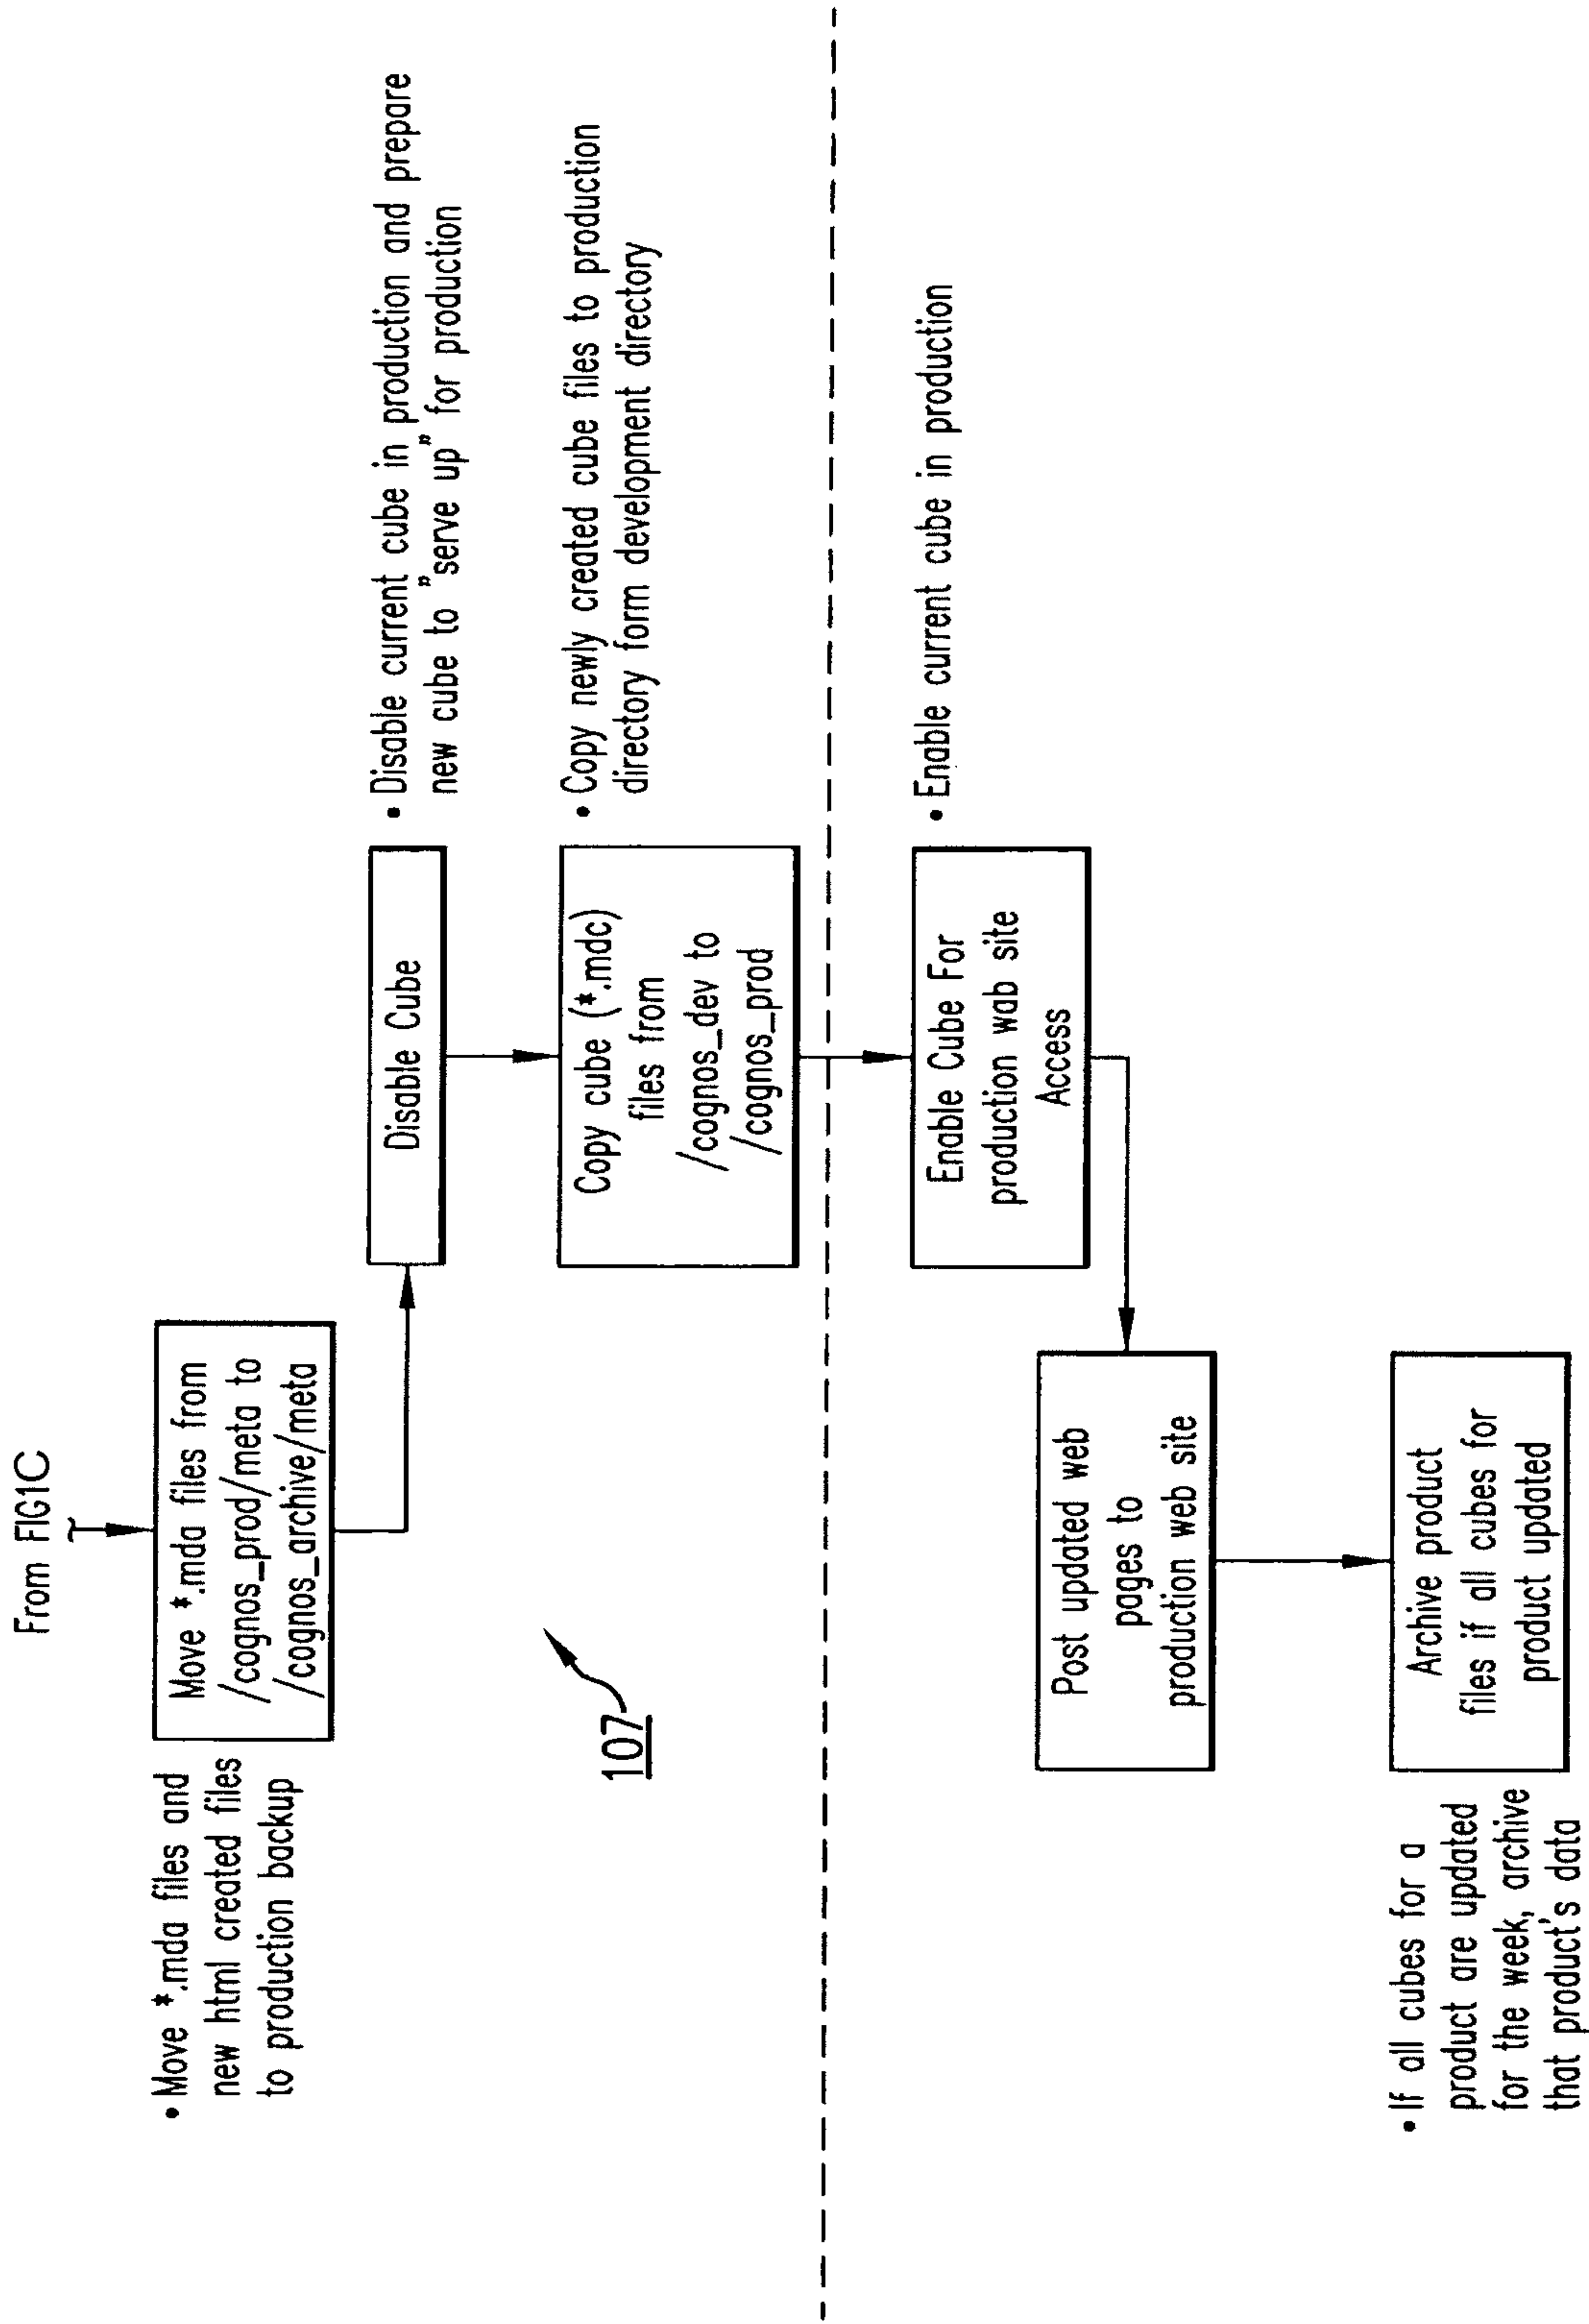 From FIG1C
• Move *.mda files and
new html created files
to production backup
Move *.mda files from
/cognos_prod/meta to
/cognos_archive/meta
Disable Cube
• Disable current cube in production and prepare
new cube to "serve up" for production
Copy cube (*.mdc)
files from
/cognos_dev to
/cognos_prod
• Copy newly created cube files to production
directory form development directory
107
Enable Cube For
production wab site
Access
• Enable current cube in production
Post updated web
pages to
production web site
• If all cubes for a
product are updated
for the week, archive
that product's data
Archive product
files if all cubes for
product updated